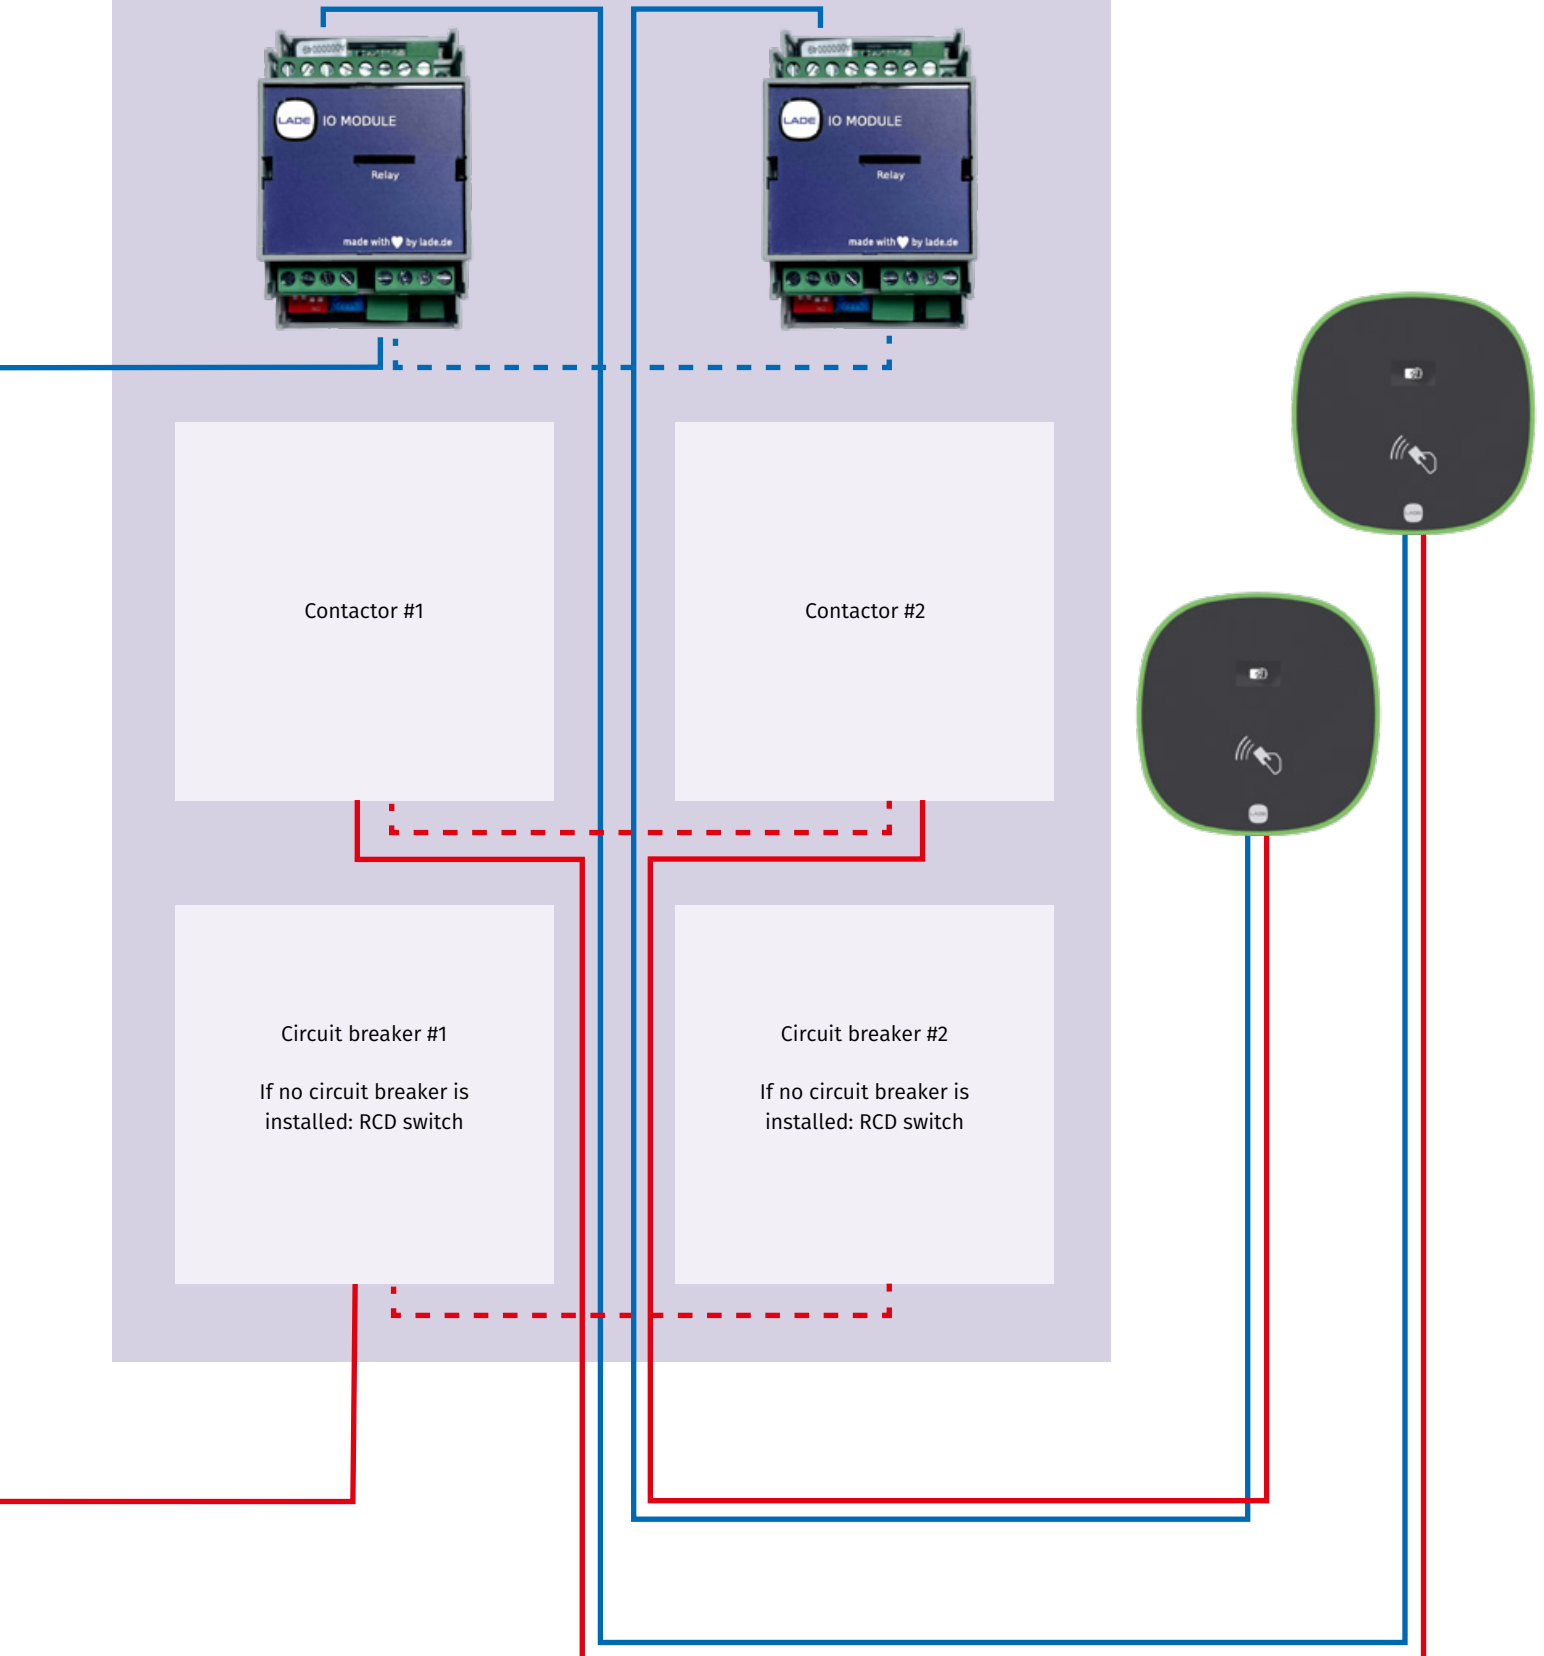 LADE IO MODULE
Relay
made with by lade.de
LADE IO MODULE
Relay
made with by lade.de
Contactor #1
Contactor #2
LADE
LADE
Circuit breaker #1
If no circuit breaker is
installed: RCD switch
Circuit breaker #2
If no circuit breaker is
installed: RCD switch